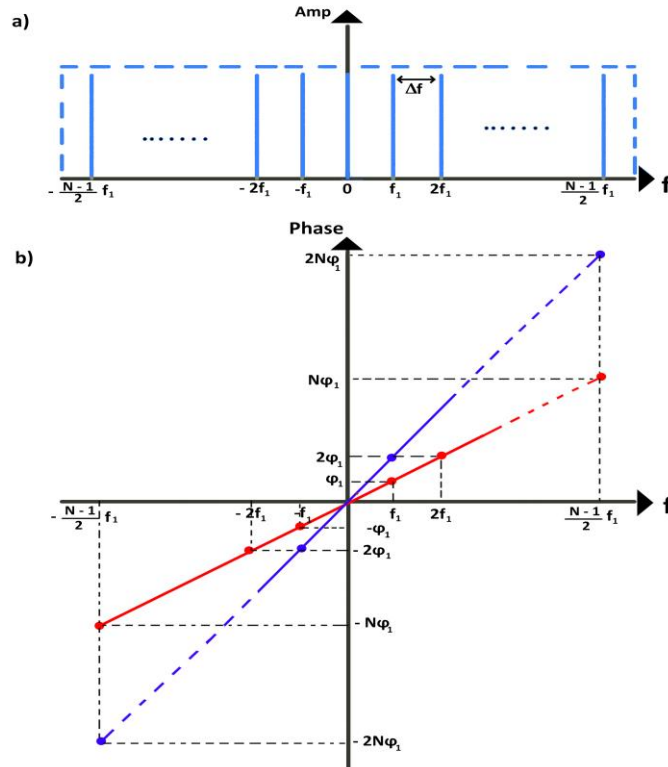 a)
Amp
Δf
......
......
- N - 1 / 2 f₁
- 2f₁
-f₁
0
f₁
2f₁
N - 1 / 2 f₁
f
Phase
b)
2Nφ₁
Nφ₁
2φ₁
φ₁
- N - 1 / 2 f₁
- 2f₁
-f₁
f₁
2f₁
N - 1 / 2 f₁
f
-φ₁
- 2φ₁
- Nφ₁
- 2Nφ₁